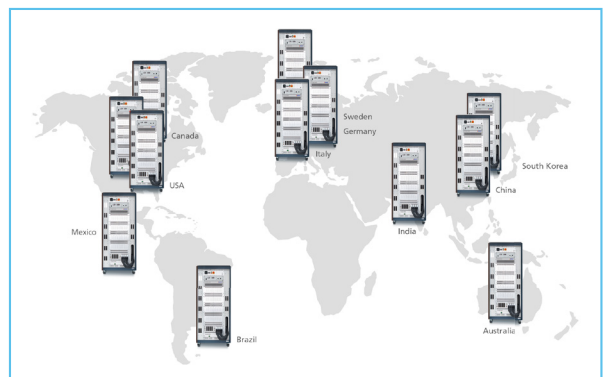 Sweden
Germany
Canada
Italy
South Korea
USA
China
Mexico
India
Australia
Brazil